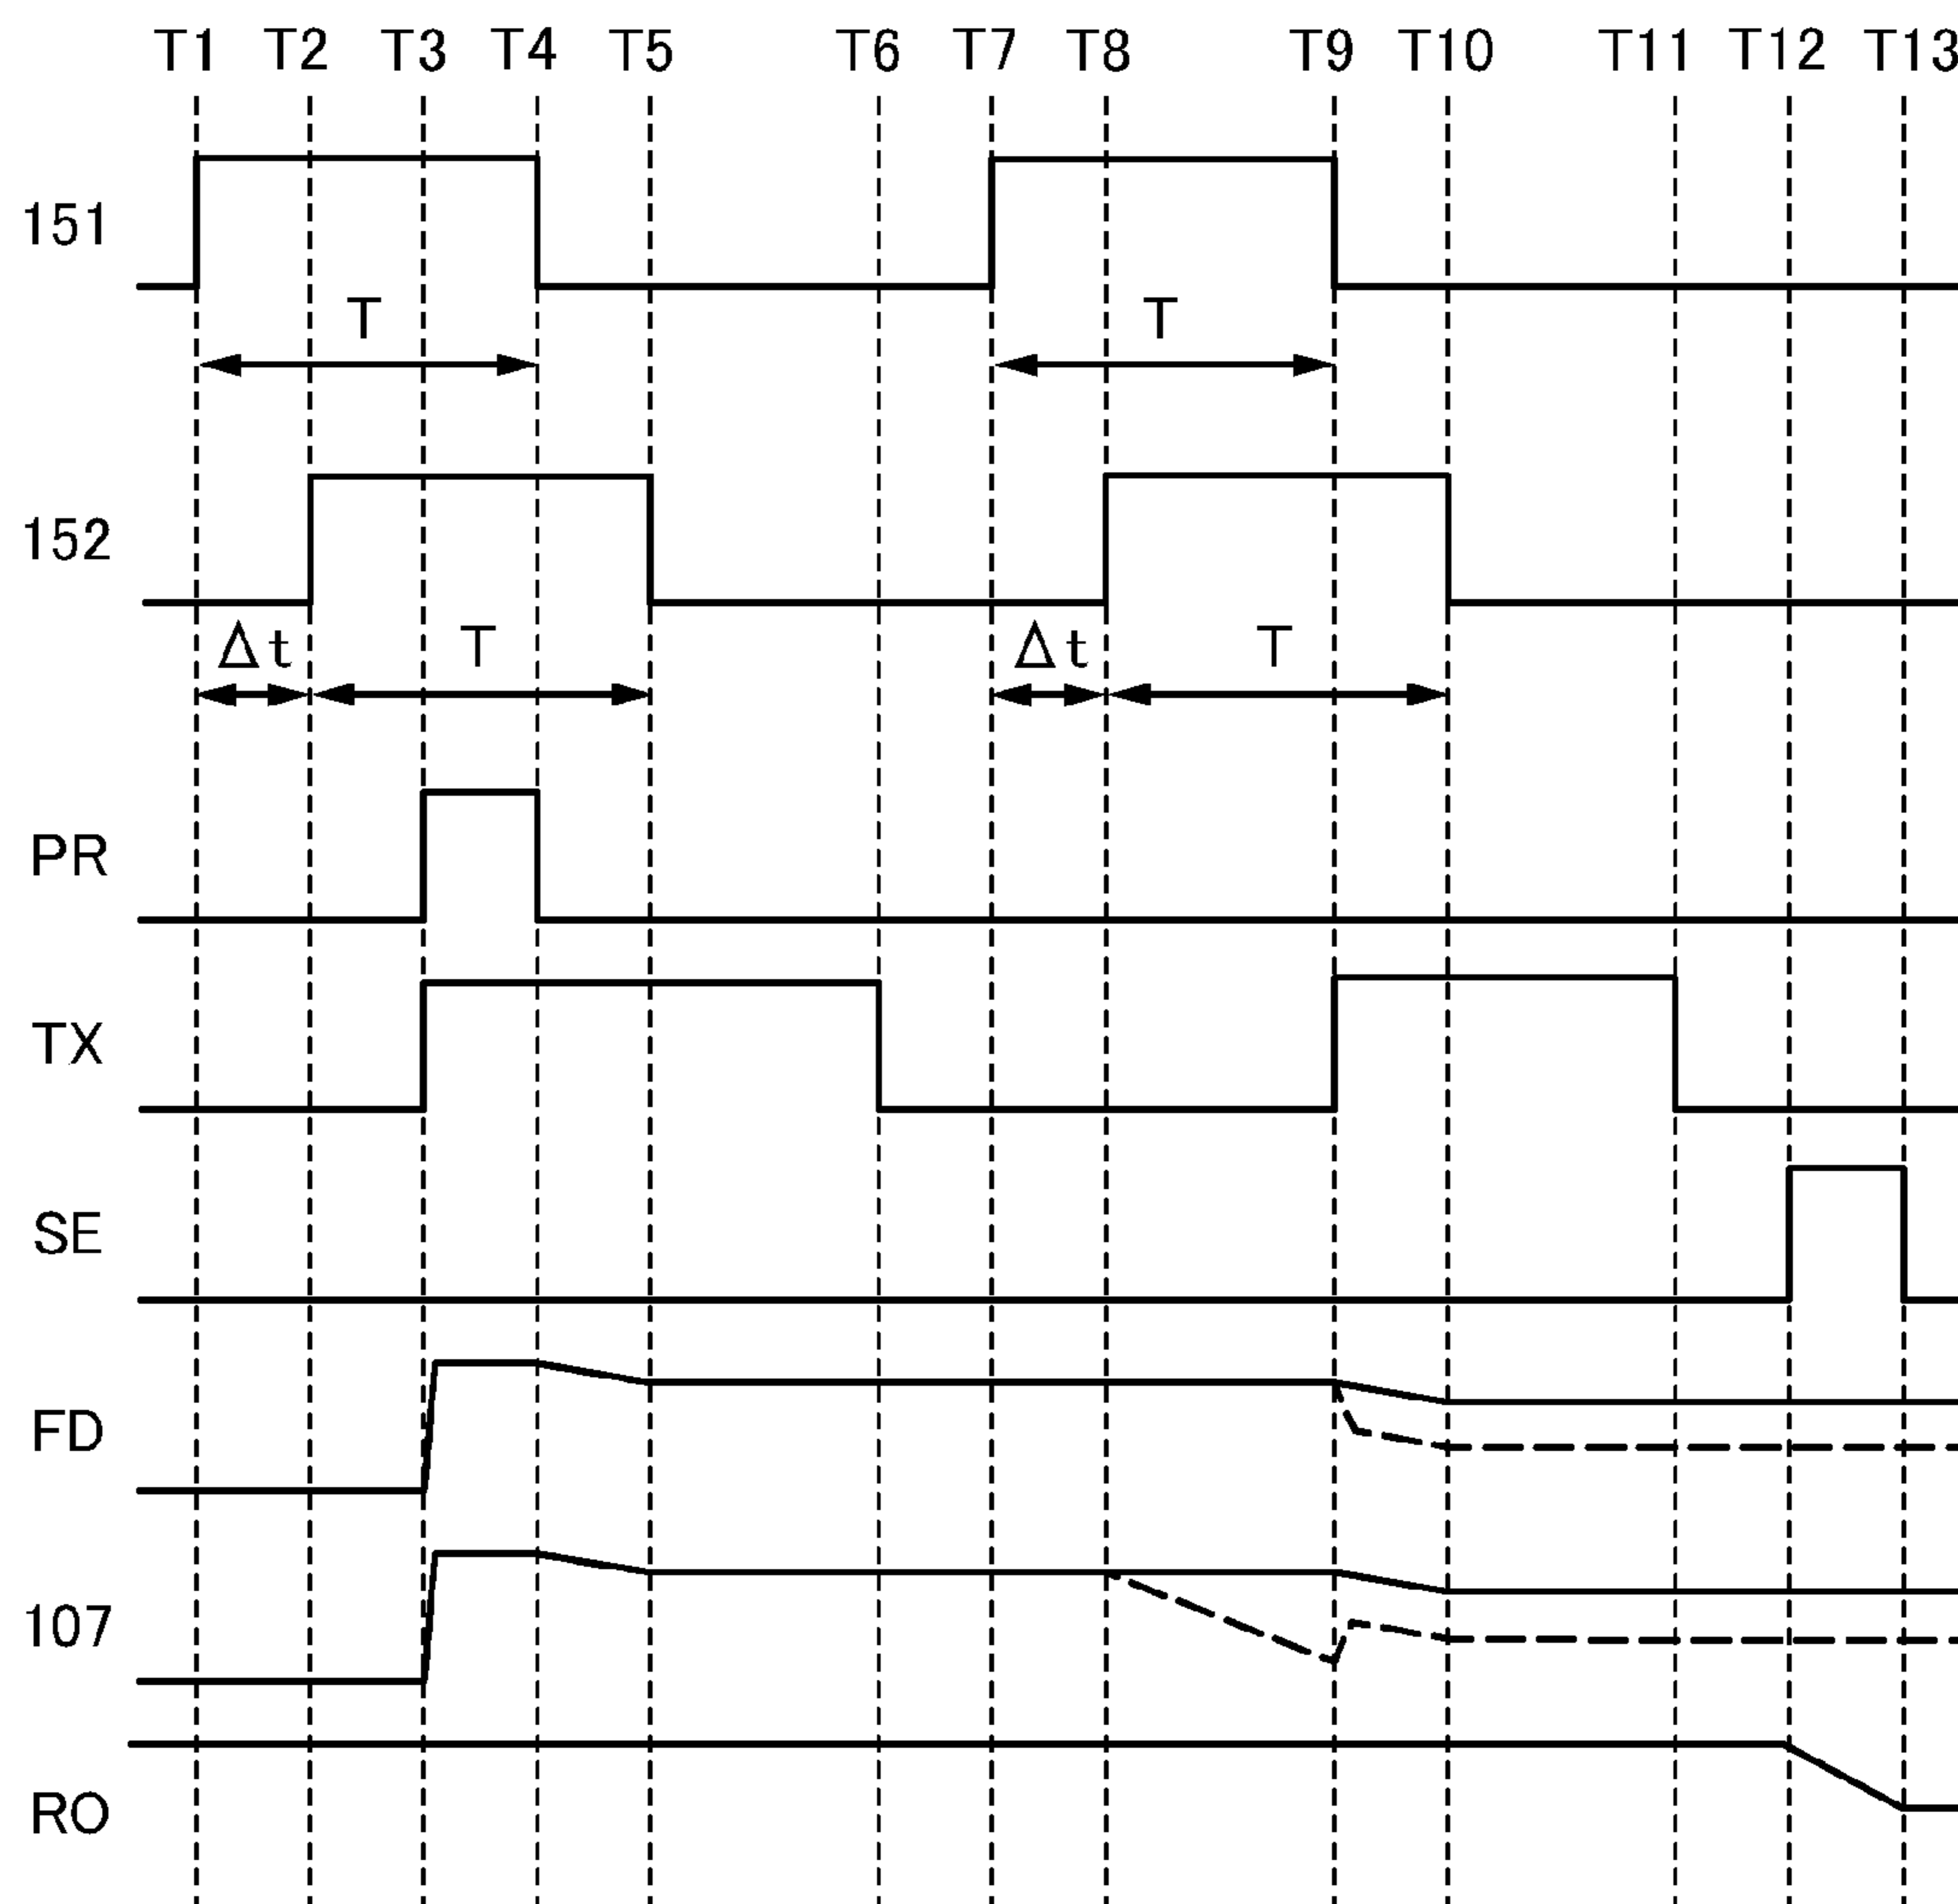 T1 T2 T3 T4 T5 T6 T7 T8 T9 T10 T11 T12 T13
151
T T
152
Δt T Δt T
PR
TX
SE
FD
107
RO